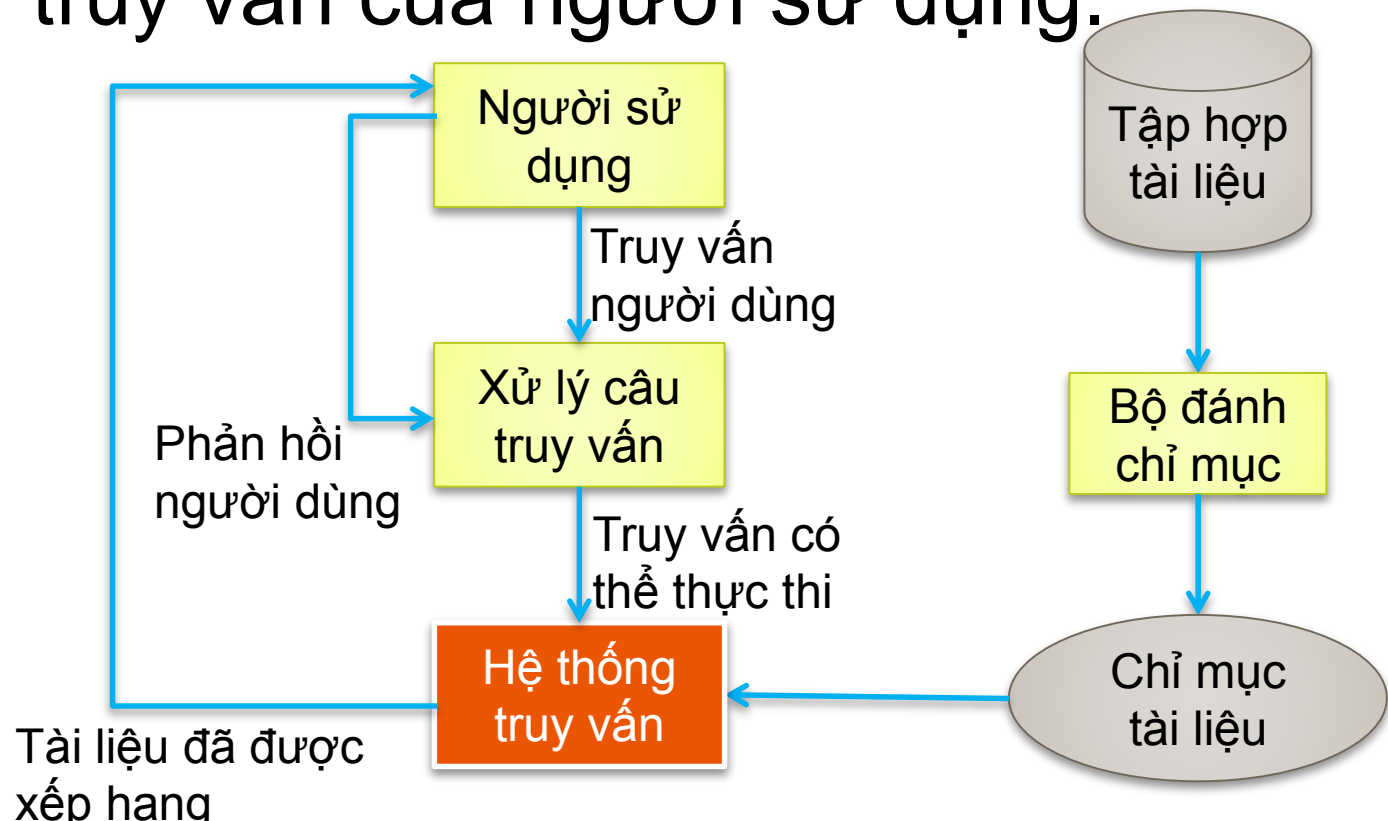 truy vấn của người sử dụng.
Người sử
dụng
Tập hợp
tài liệu
Truy vấn
người dùng
Xử lý câu
truy vấn
Bộ đánh
chỉ mục
Phản hồi
người dùng
Truy vấn có
thể thực thi
Hệ thống
truy vấn
Chỉ mục
tài liệu
Tài liệu đã được
xếp hạng